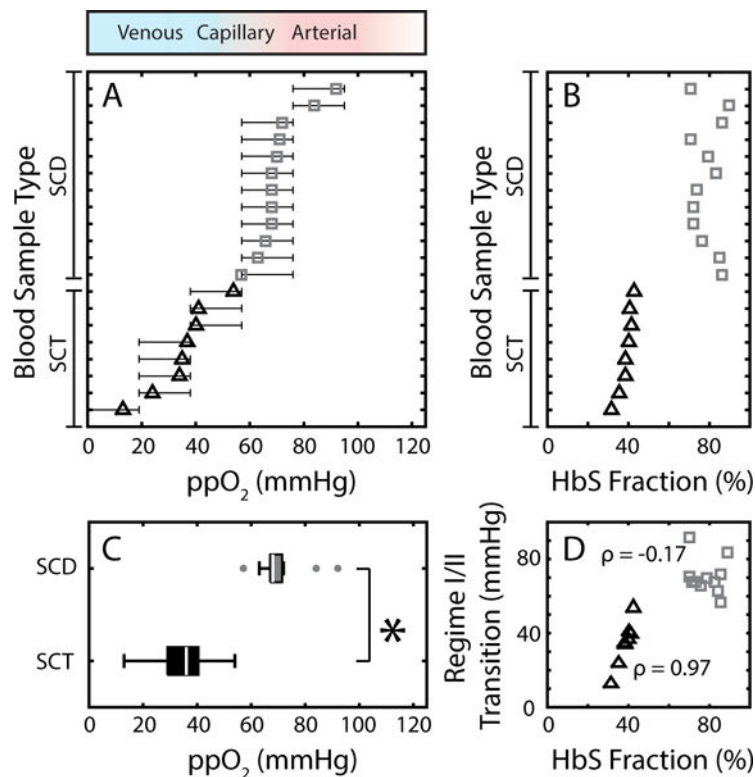 Venous Capillary Arterial
A
B
Blood Sample Type
SCD
SCT
Blood Sample Type
SCD
SCT
0 20 40 60 80 100 120
ppO2 (mmHg)
0 40 80
HbS Fraction (%)
C
SCD
SCT
*
0 20 40 60 80 100 120
ppO2 (mmHg)
D
Regime I/II
Transition (mmHg)
80
40
0
ρ = -0.17
ρ = 0.97
0 40 80
HbS Fraction (%)